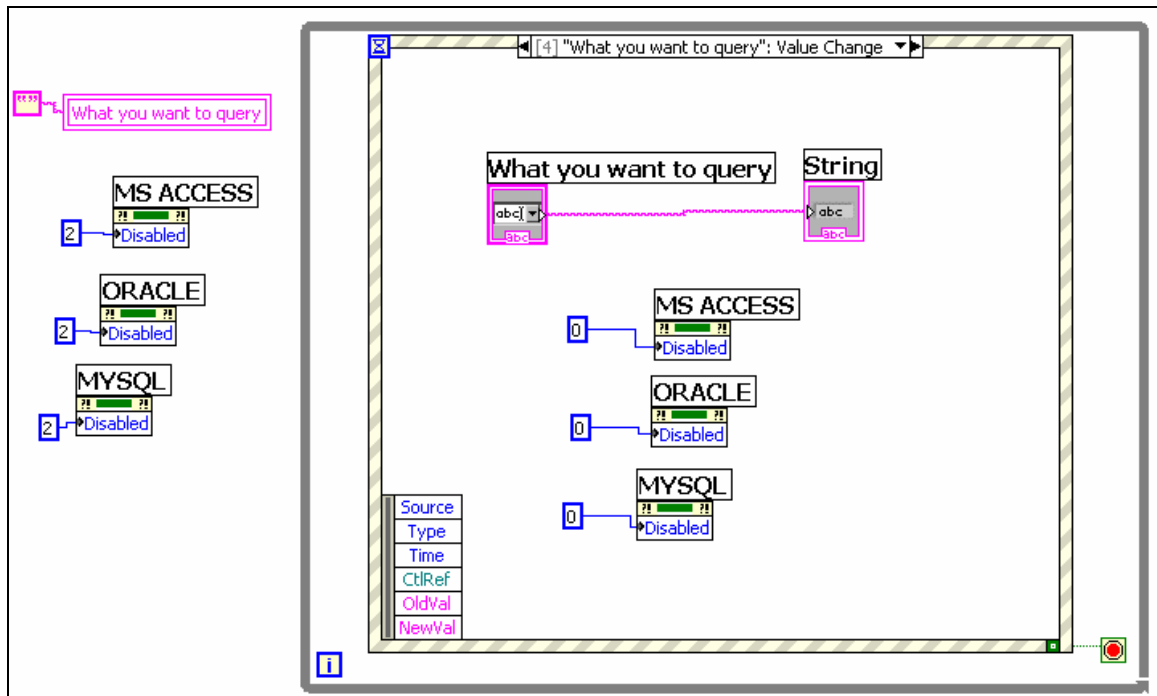 [4] "What you want to query": Value Change
What you want to query
MS ACCESS
2
Disabled
ORACLE
2
Disabled
MYSQL
2
Disabled
What you want to query
abc
abc
String
abc
abc
MS ACCESS
0
Disabled
ORACLE
0
Disabled
MYSQL
0
Disabled
Source
Type
Time
CtlRef
OldVal
NewVal
i